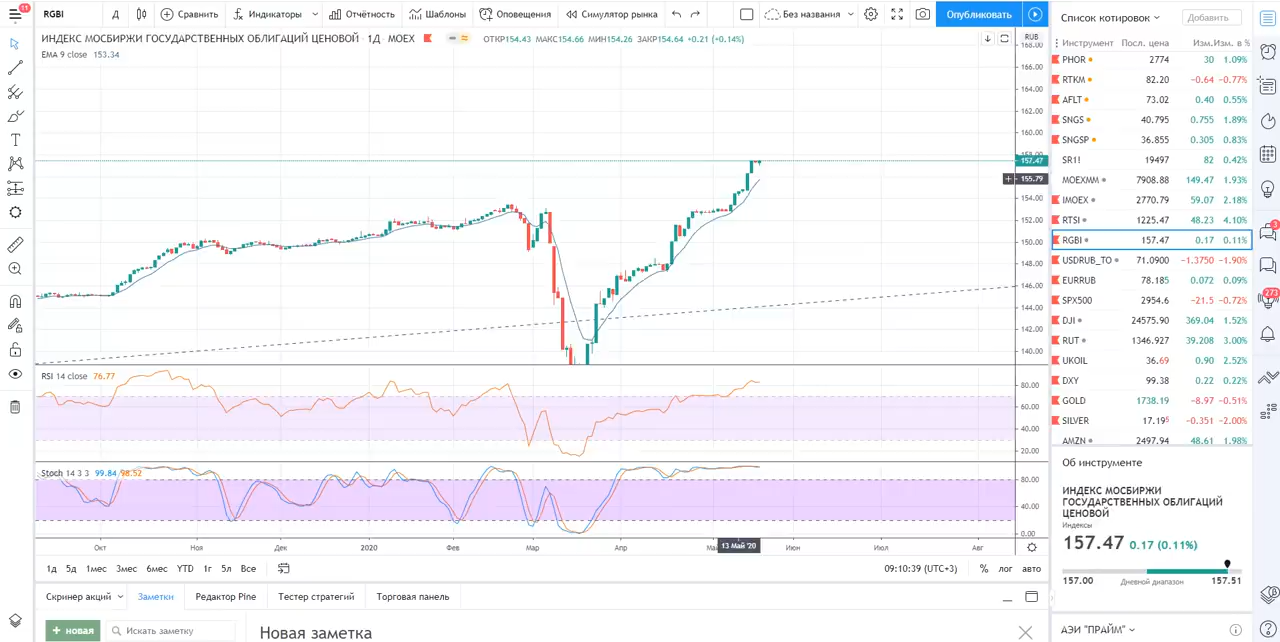 11 RGBI Д Сравнить Индикаторы Отчётность Шаблоны Оповещения Симулятор рынка Без названия Опубликовать
Список котировок Добавить
ИНДЕКС МОСБИРЖИ ГОСУДАРСТВЕННЫХ ОБЛИГАЦИЙ ЦЕНОВОЙ · 1Д · MOEX ОТКР154.43 МАКС154.66 МИН154.26 ЗАКР154.64 +0.21 (+0.14%)
EMA 9 close 153.34
RUB
168.00
166.00
164.00
162.00
160.00
158.00
157.47
155.79
154.00
152.00
150.00
148.00
146.00
144.00
142.00
140.00
RSI 14 close 76.77
80.00
60.00
40.00
20.00
Stoch 14 3 3 99.84 98.52
80.00
40.00
0.00
Окт Ноя Дек 2020 Фев Мар Апр 13 Май '20 Июн Июл Авг
1д 5д 1мес 3мес 6мес YTD 1г 5л Все 09:10:39 (UTC+3) % лог авто
Скринер акций Заметки Редактор Pine Тестер стратегий Торговая панель
+ новая Искать заметку Новая заметка
Инструмент Посл. цена Изм. Изм. в %
PHOR 2774 30 1.09%
RTKM 82.20 −0.64 −0.77%
AFLT 73.02 0.40 0.55%
SNGS 40.795 0.755 1.89%
SNGSP 36.855 0.305 0.83%
SR1! 19497 82 0.42%
MOEXMM 7908.88 149.47 1.93%
IMOEX 2770.79 59.07 2.18%
RTSI 1225.47 48.23 4.10%
RGBI 157.47 0.17 0.11%
USDRUB_TO 71.0900 −1.3750 −1.90%
EURRUB 78.185 0.072 0.09%
SPX500 2954.6 −21.5 −0.72%
DJI 24575.90 369.04 1.52%
RUT 1346.927 39.208 3.00%
UKOIL 36.69 0.90 2.52%
DXY 99.38 0.22 0.22%
GOLD 1738.19 −8.97 −0.51%
SILVER 17.195 −0.351 −2.00%
AMZN 2497.94 48.61 1.98%
Об инструменте
ИНДЕКС МОСБИРЖИ
ГОСУДАРСТВЕННЫХ ОБЛИГАЦИЙ
ЦЕНОВОЙ
Индексы
157.47 0.17 (0.11%)
157.00 Дневной диапазон 157.51
АЭИ "ПРАЙМ"
3
273